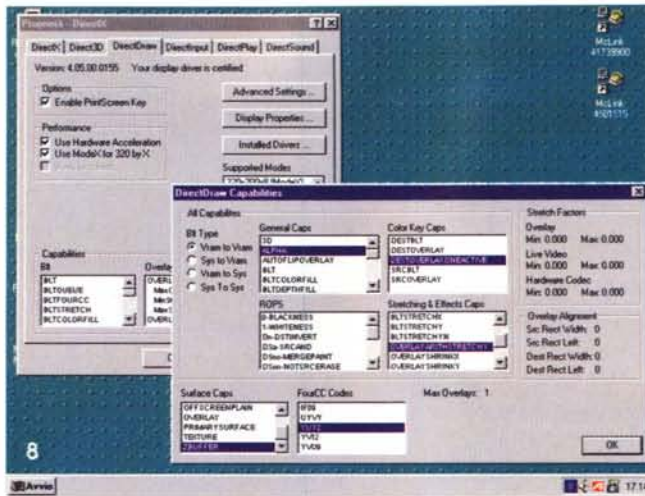 DirectX
DirectX Direct3D DirectDraw DirectInput DirectPlay DirectSound
Version: 4.05.00.0155 Your display driver is certified
Options
Enable PrintScreen Key
Performance
Use Hardware Acceleration
Use ModeX for 320 by X
Advanced Settings ...
Display Properties ...
Installed Drivers ...
Supported Modes
Capabilities
Blt
BLT
BLTQUEUE
BLTFOURCC
BLTSTRETCH
BLTCOLORFILL
McLink
McLink
DirectDraw Capabilities
All Capabilities
Blt Type
Vram to Vram
Sys to Vram
Vram to Sys
Sys To Sys
General Caps
3D
ALPHA
AUTOFLIPOVERLAY
BLT
BLTCOLORFILL
BLTDEPTHFILL
Color Key Caps
DESTBLT
DESTOVERLAY
DESTOVERLAYONEACTIVE
SRCBLT
SRCOVERLAY
ROPS
0-BLACKNESS
1-WHITENESS
Dn-DSTINVERT
DSa-SRCAND
DSno-MERGEPAINT
DSon-NOTSRCERASE
Stretching & Effects Caps
BLTSTRETCHX
BLTSTRETCHY
BLTSTRETCHYN
OVERLAYARITHSTRETCHY
OVERLAYSHRINKX
OVERLAYSHRINKY
Stretch Factors
Overlay
Min: 0.000 Max: 0.000
Live Video
Min: 0.000 Max: 0.000
Hardware Codec
Min: 0.000 Max: 0.000
Overlay Alignment
Src Rect Width: 0
Src Rect Left: 0
Dest Rect Width: 0
Dest Rect Left: 0
Surface Caps
OFFSCREENPLAIN
OVERLAY
PRIMARYSURFACE
TEXTURE
ZBUFFER
FourCC Codes
IF09
UYVY
YUY2
YV12
YVU9
Max Overlays: 1
OK
8
Avvio
17.14